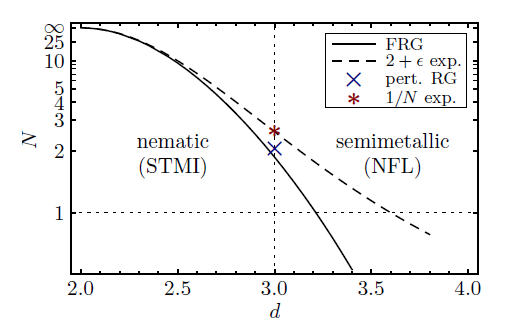 ∞
25
10
5
4
3
2
1
N
FRG
2 + ϵ exp.
pert. RG
1/N exp.
nematic
(STMI)
semimetallic
(NFL)
2.0 2.5 3.0 3.5 4.0
d